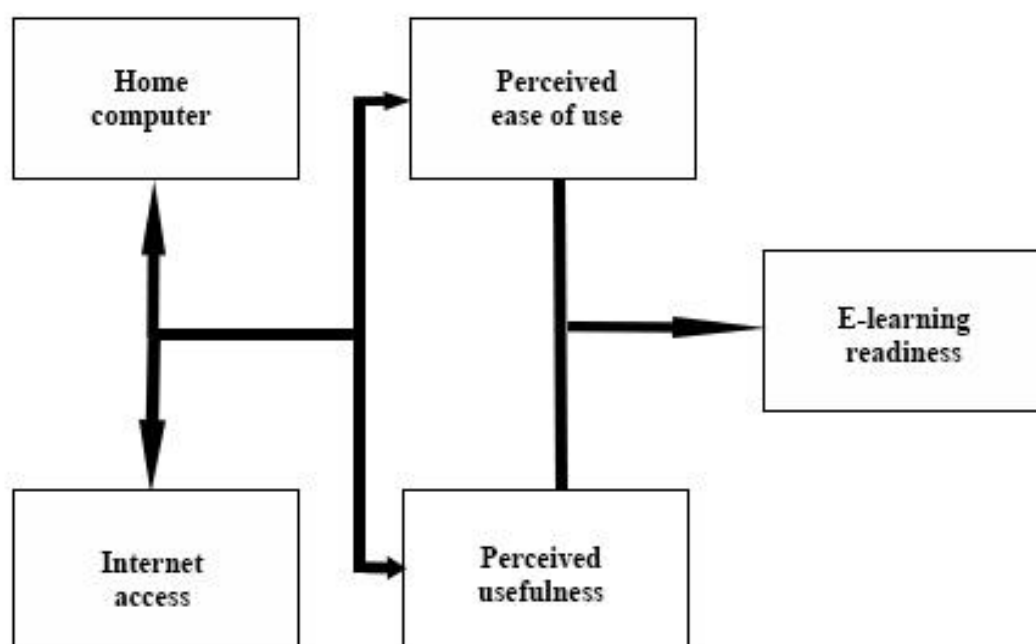 Home
computer
Perceived
ease of use
E-learning
readiness
Internet
access
Perceived
usefulness